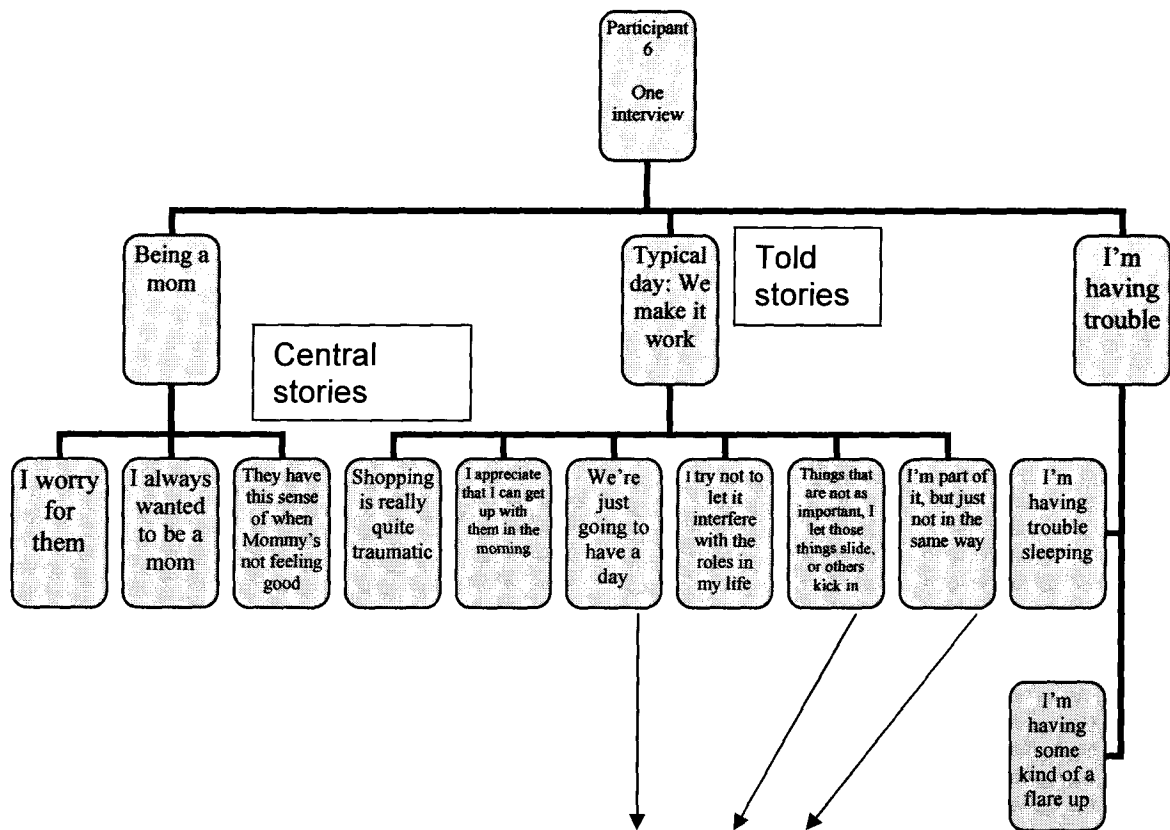 Participant
6
One
interview
Being a
mom
Typical
day: We
make it
work
Told
stories
I'm
having
trouble
Central
stories
I worry
for
them
I always
wanted
to be a
mom
They have
this sense
of when
Mommy's
not feeling
good
Shopping
is really
quite
traumatic
I appreciate
that I can get
up with
them in the
morning
We're
just
going to
have a
day
I try not to
let it
interfere
with the
roles in
my life
Things that
are not as
important, I
let those
things slide,
or others
kick in
I'm part of
it, but just
not in the
same way
I'm
having
trouble
sleeping
I'm
having
some
kind of a
flare up